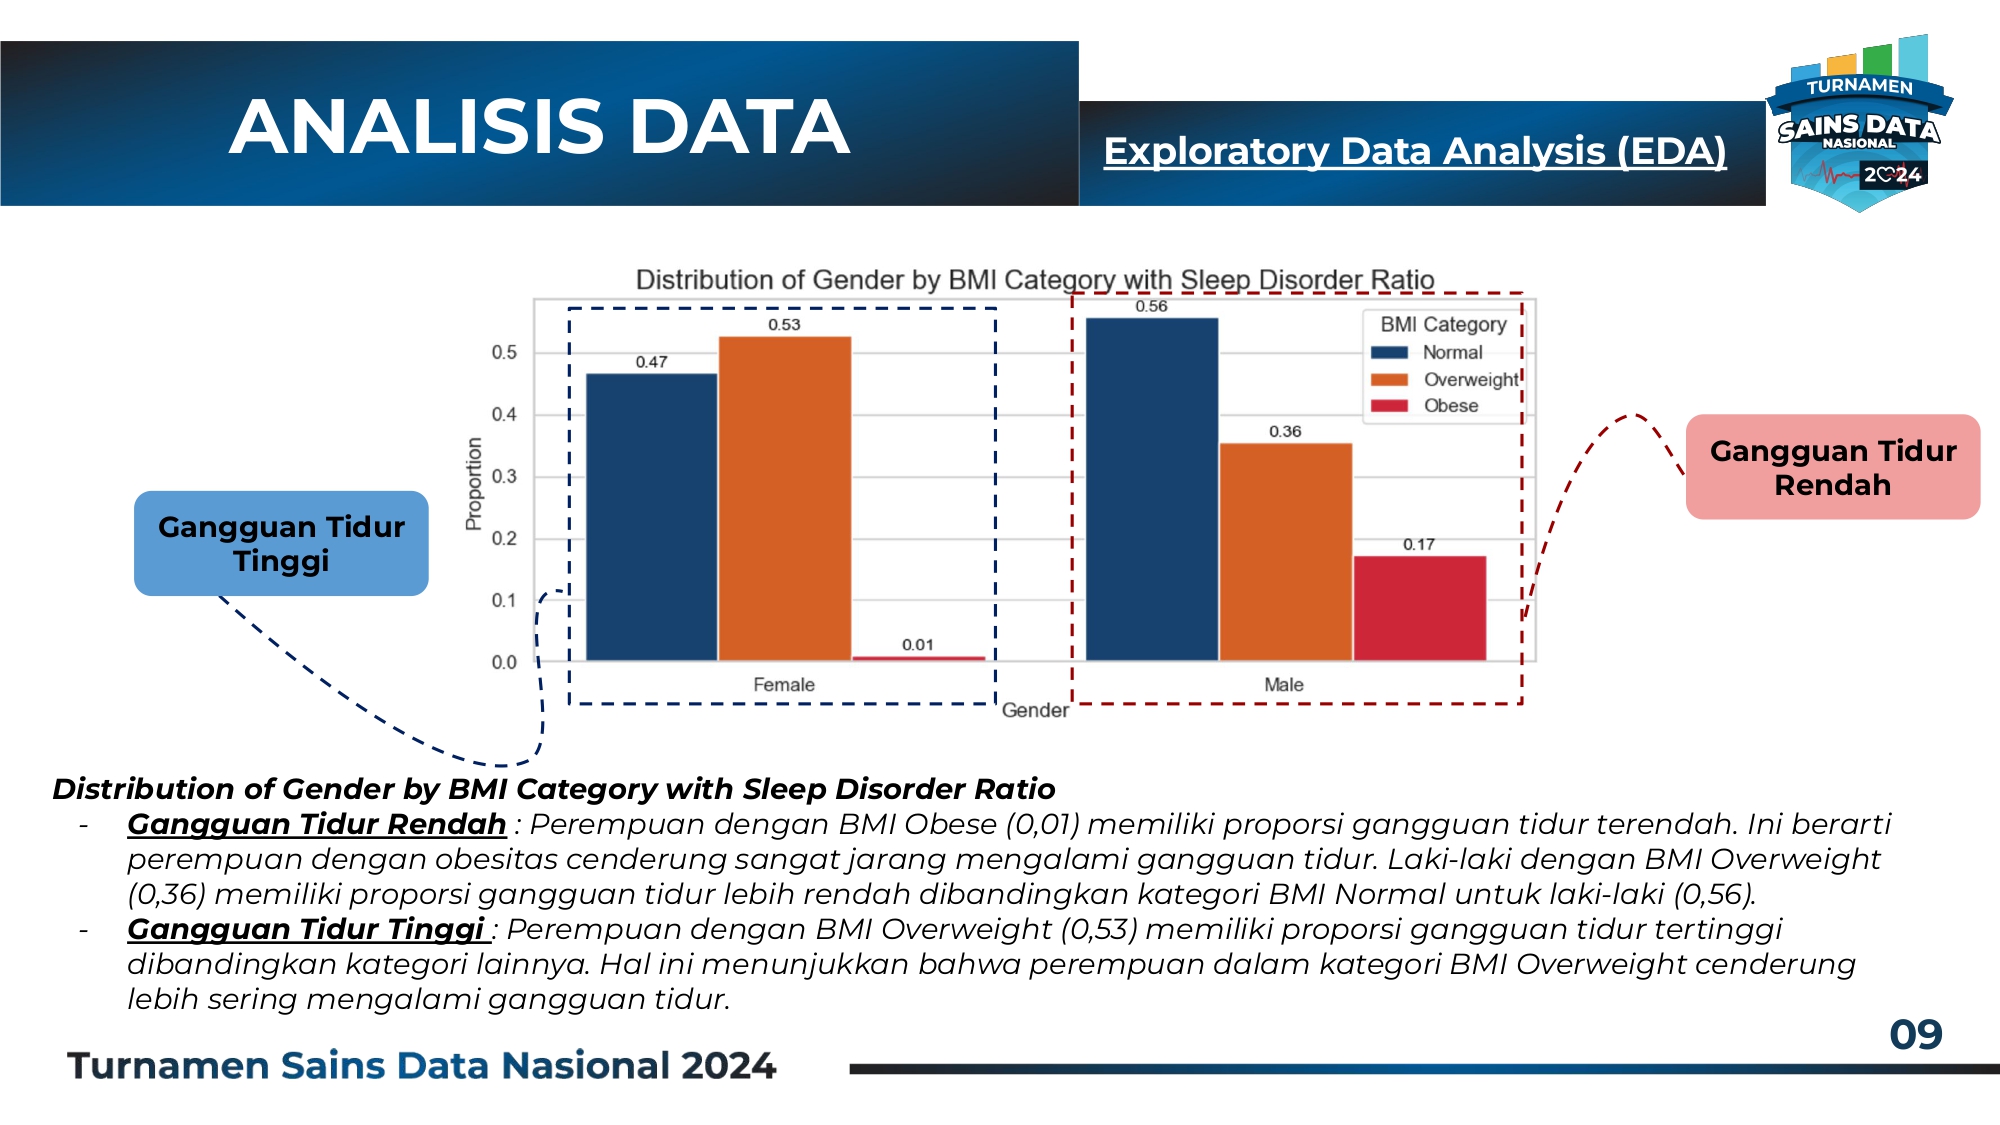 ANALISIS DATA
Exploratory Data Analysis (EDA)
TURNAMEN
SAINS DATA
NASIONAL
2024
Distribution of Gender by BMI Category with Sleep Disorder Ratio
0.56
0.53
BMI Category
0.5
0.47
Normal
Overweight
0.4
Obese
0.36
Gangguan Tidur
Rendah
Proportion
0.3
Gangguan Tidur
Tinggi
0.2
0.17
0.1
0.01
0.0
Female
Male
Gender
Distribution of Gender by BMI Category with Sleep Disorder Ratio
- Gangguan Tidur Rendah : Perempuan dengan BMI Obese (0,01) memiliki proporsi gangguan tidur terendah. Ini berarti
perempuan dengan obesitas cenderung sangat jarang mengalami gangguan tidur. Laki-laki dengan BMI Overweight
(0,36) memiliki proporsi gangguan tidur lebih rendah dibandingkan kategori BMI Normal untuk laki-laki (0,56).
- Gangguan Tidur Tinggi : Perempuan dengan BMI Overweight (0,53) memiliki proporsi gangguan tidur tertinggi
dibandingkan kategori lainnya. Hal ini menunjukkan bahwa perempuan dalam kategori BMI Overweight cenderung
lebih sering mengalami gangguan tidur.
09
Turnamen Sains Data Nasional 2024